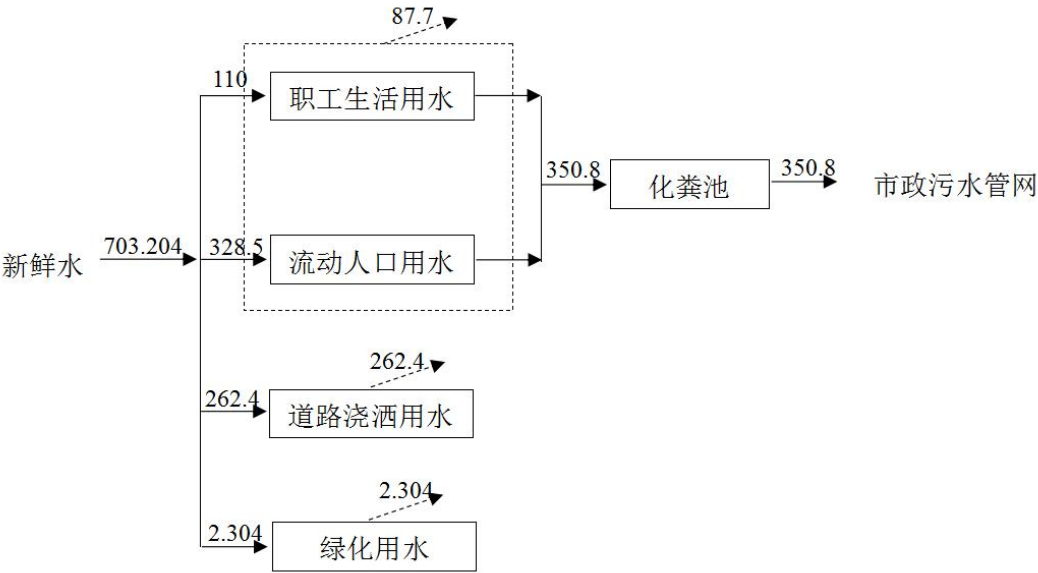 87.7
110
职工生活用水
350.8
化粪池
350.8
市政污水管网
新鲜水
703.204
328.5
流动人口用水
262.4
262.4
道路浇洒用水
2.304
2.304
绿化用水